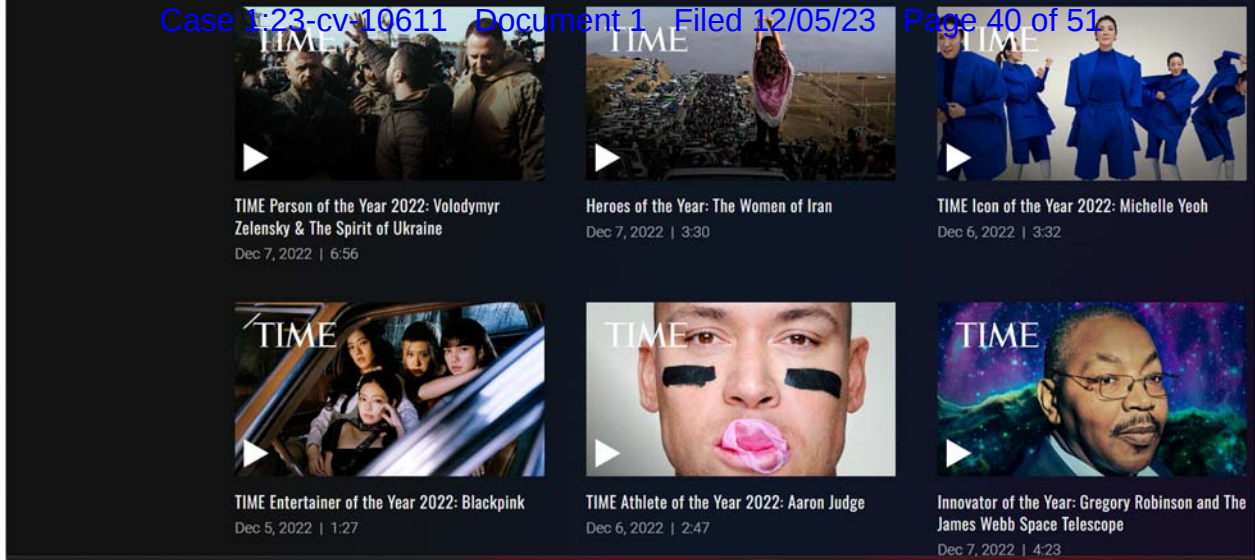 Case 1:23-cv-10611 Document 1 Filed 12/05/23 Page 40 of 51
TIME
TIME
TIME
TIME Person of the Year 2022: Volodymyr
Zelensky & The Spirit of Ukraine
Dec 7, 2022 | 6:56
Heroes of the Year: The Women of Iran
Dec 7, 2022 | 3:30
TIME Icon of the Year 2022: Michelle Yeoh
Dec 6, 2022 | 3:32
TIME
TIME
TIME
TIME Entertainer of the Year 2022: Blackpink
Dec 5, 2022 | 1:27
TIME Athlete of the Year 2022: Aaron Judge
Dec 6, 2022 | 2:47
Innovator of the Year: Gregory Robinson and The
James Webb Space Telescope
Dec 7, 2022 | 4:23